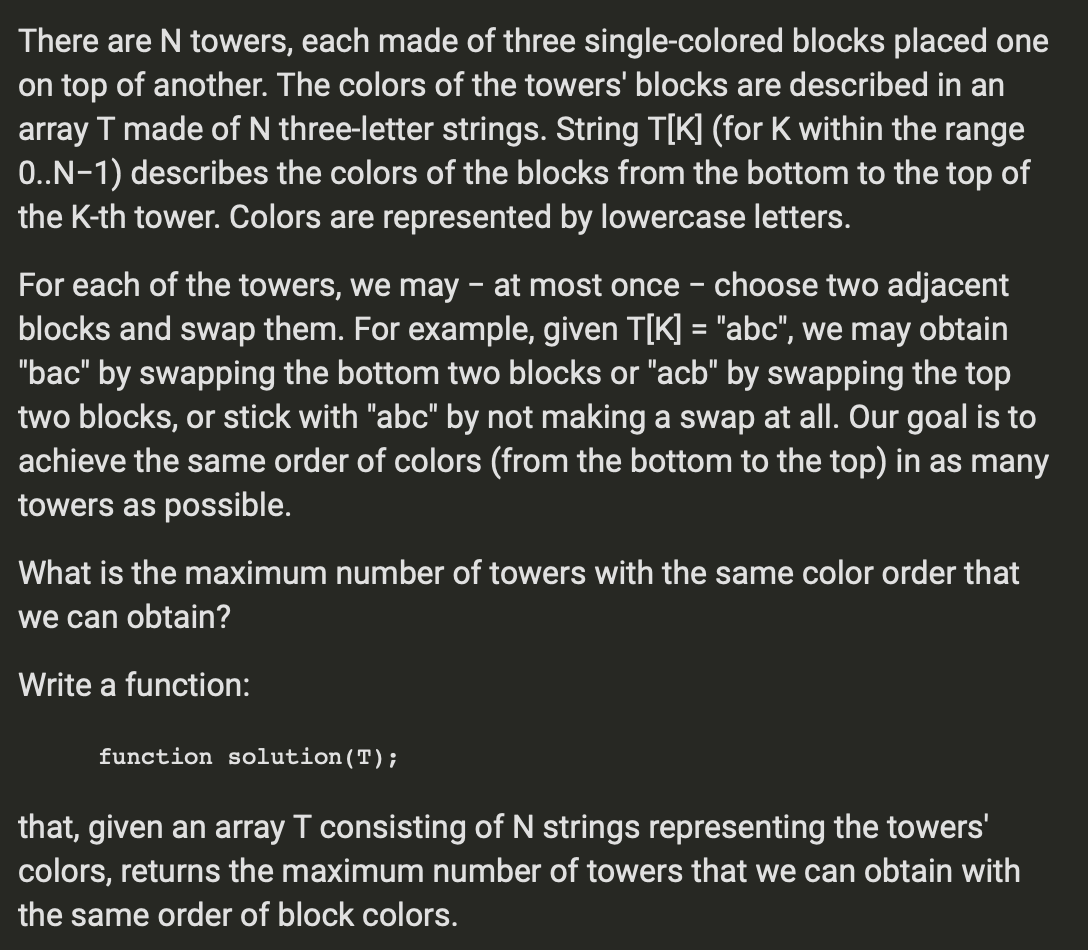 There are N towers, each made of three single-colored blocks placed one
on top of another. The colors of the towers' blocks are described in an
array T made of N three-letter strings. String T[K] (for K within the range
0..N−1) describes the colors of the blocks from the bottom to the top of
the K-th tower. Colors are represented by lowercase letters.
For each of the towers, we may − at most once − choose two adjacent
blocks and swap them. For example, given T[K] = "abc", we may obtain
"bac" by swapping the bottom two blocks or "acb" by swapping the top
two blocks, or stick with "abc" by not making a swap at all. Our goal is to
achieve the same order of colors (from the bottom to the top) in as many
towers as possible.
What is the maximum number of towers with the same color order that
we can obtain?
Write a function:
function solution(T);
that, given an array T consisting of N strings representing the towers'
colors, returns the maximum number of towers that we can obtain with
the same order of block colors.